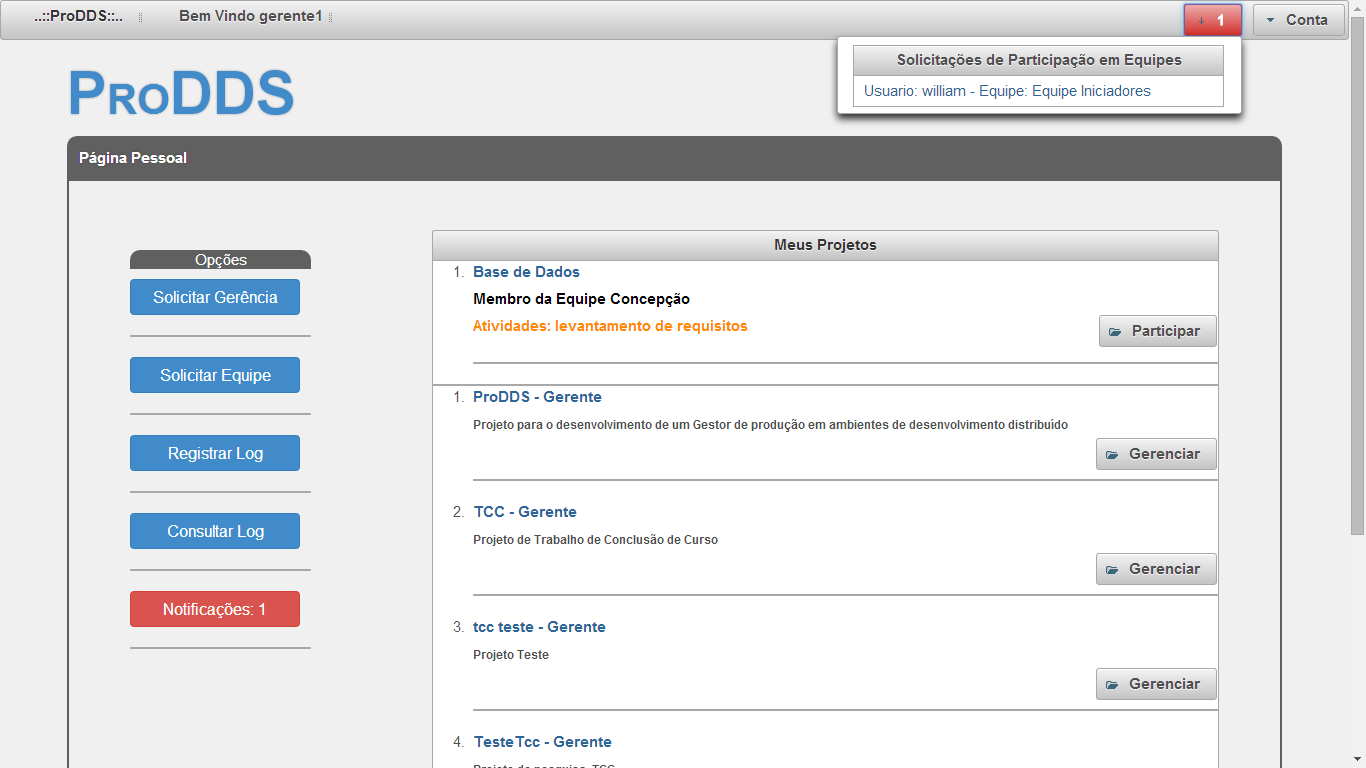 ..::ProDDS::..
Bem Vindo gerente1
1
Conta
Solicitações de Participação em Equipes
Usuario: william - Equipe: Equipe Iniciadores
ProDDS
Página Pessoal
Opções
Solicitar Gerência
Solicitar Equipe
Registrar Log
Consultar Log
Notificações: 1
Meus Projetos
1. Base de Dados
Membro da Equipe Concepção
Atividades: levantamento de requisitos
Participar
1. ProDDS - Gerente
Projeto para o desenvolvimento de um Gestor de produção em ambientes de desenvolvimento distribuído
Gerenciar
2. TCC - Gerente
Projeto de Trabalho de Conclusão de Curso
Gerenciar
3. tcc teste - Gerente
Projeto Teste
Gerenciar
4. TesteTcc - Gerente